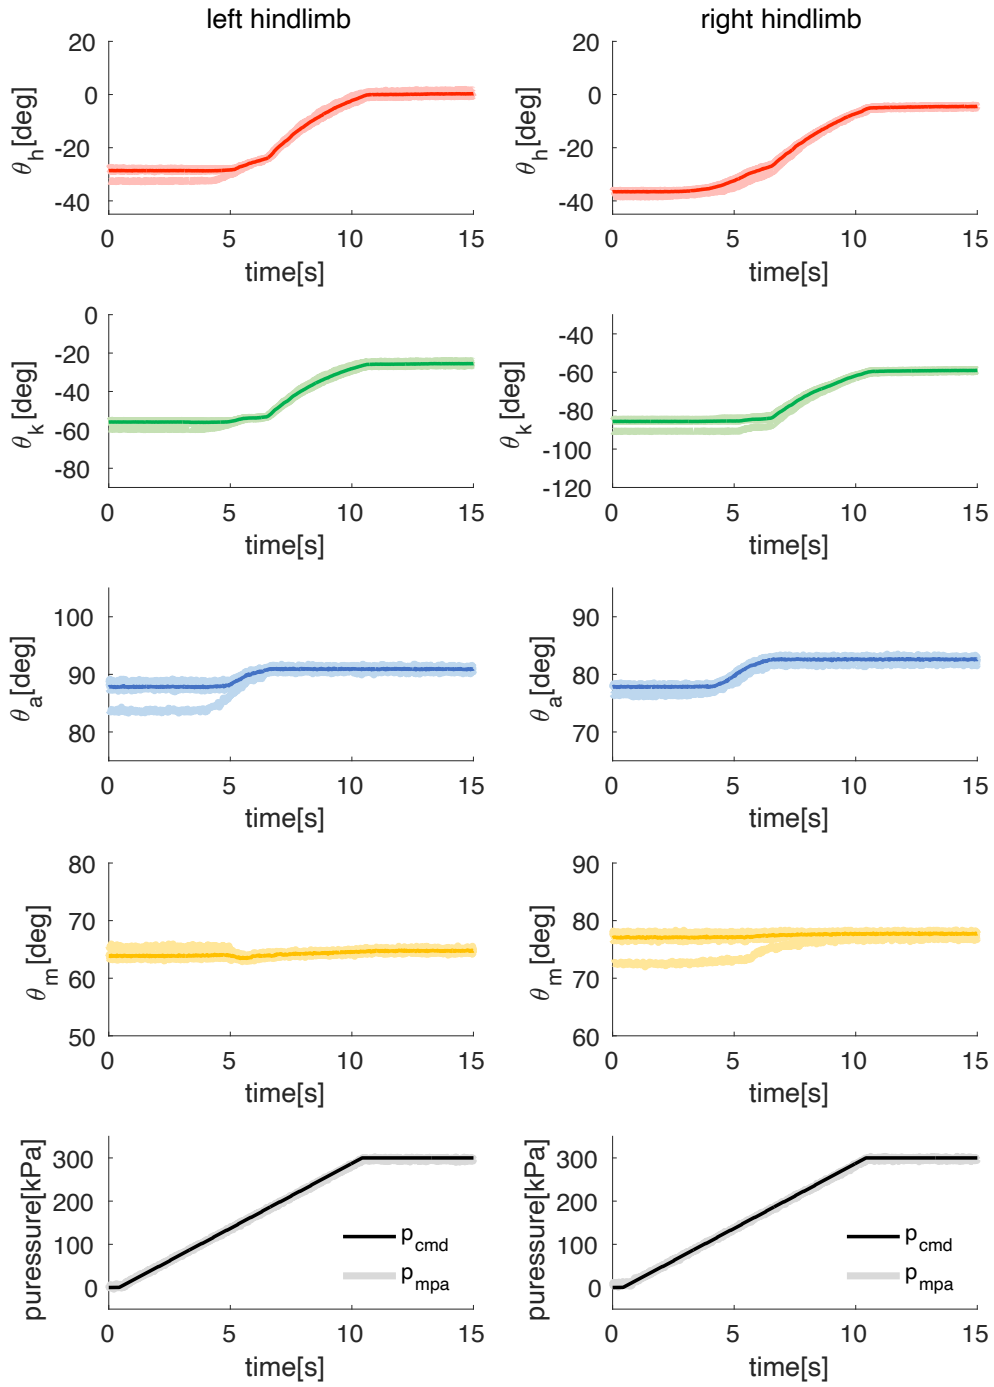 left hindlimb
right hindlimb
20
0
-20
-40
θh[deg]
0 5 10 15
time[s]
20
0
-20
-40
θh[deg]
0 5 10 15
time[s]
0
-20
-40
-60
-80
θk[deg]
0 5 10 15
time[s]
-40
-60
-80
-100
-120
θk[deg]
0 5 10 15
time[s]
100
90
80
θa[deg]
0 5 10 15
time[s]
90
80
70
θa[deg]
0 5 10 15
time[s]
80
70
60
50
θm[deg]
0 5 10 15
time[s]
90
80
70
60
θm[deg]
0 5 10 15
time[s]
300
200
100
0
puressure[kPa]
pcmd
pmpa
0 5 10 15
time[s]
300
200
100
0
puressure[kPa]
pcmd
pmpa
0 5 10 15
time[s]